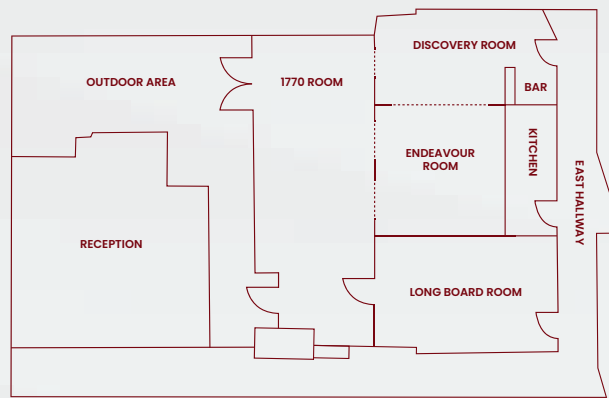 DISCOVERY ROOM
OUTDOOR AREA
1770 ROOM
BAR
ENDEAVOUR
ROOM
KITCHEN
EAST HALLWAY
RECEPTION
LONG BOARD ROOM